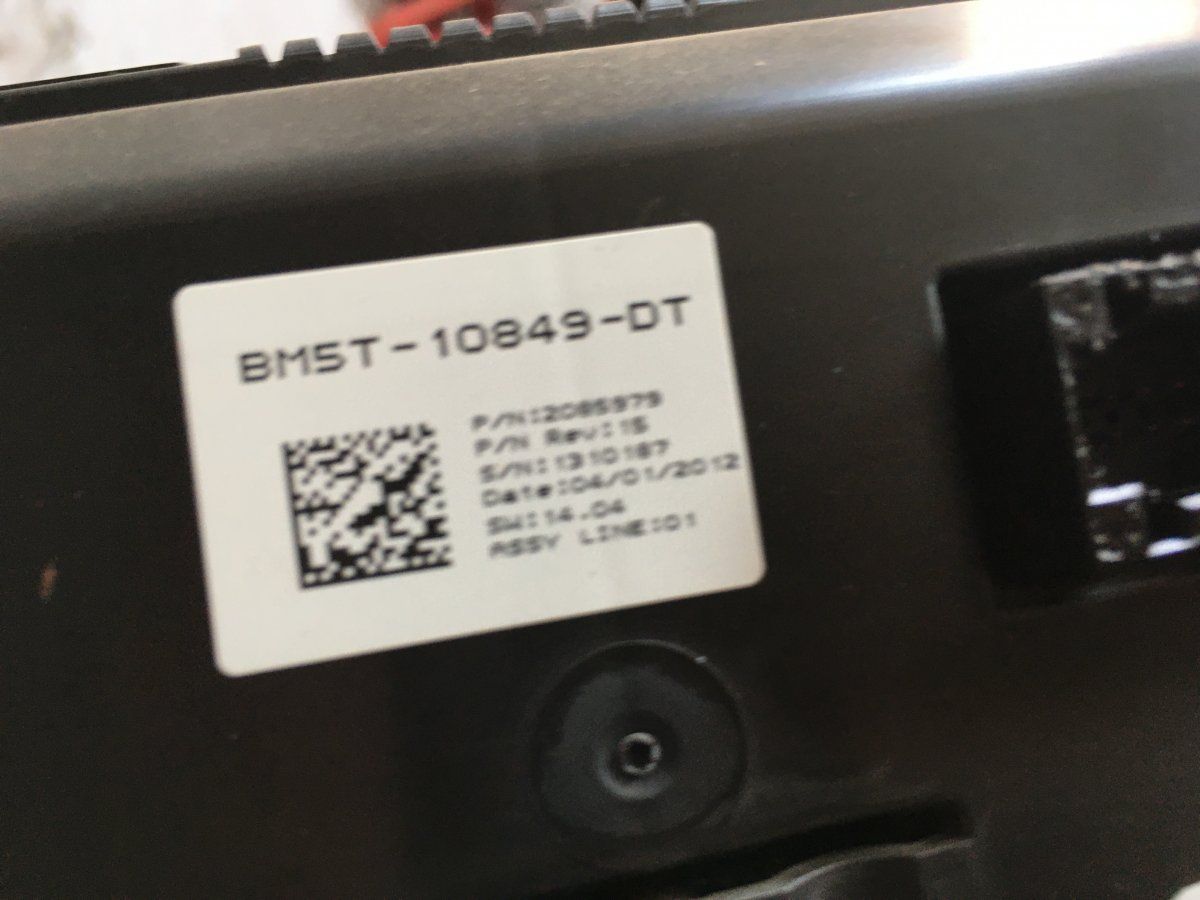 BM5T-10849-DT
P/N:2085979
P/N Rev:15
S/N:1310187
Date:04/01/2012
SW:14.04
ASSY LINE:01